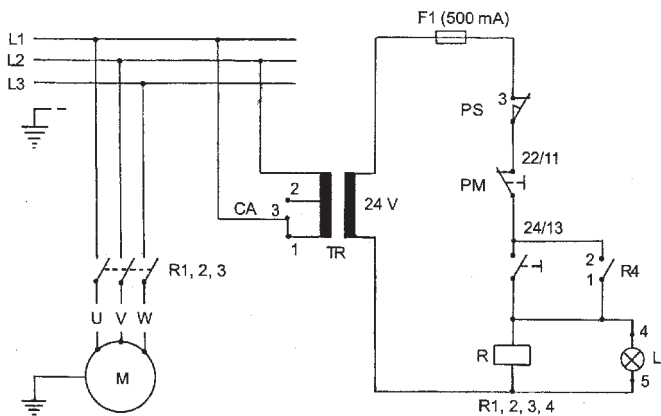 F1 (500 mA)
L1
L2
L3
3
PS
22/11
PM
2
CA
3
24 V
1
TR
24/13
2
R4
1
R1, 2, 3
U V W
4
R
L
5
M
R1, 2, 3, 4